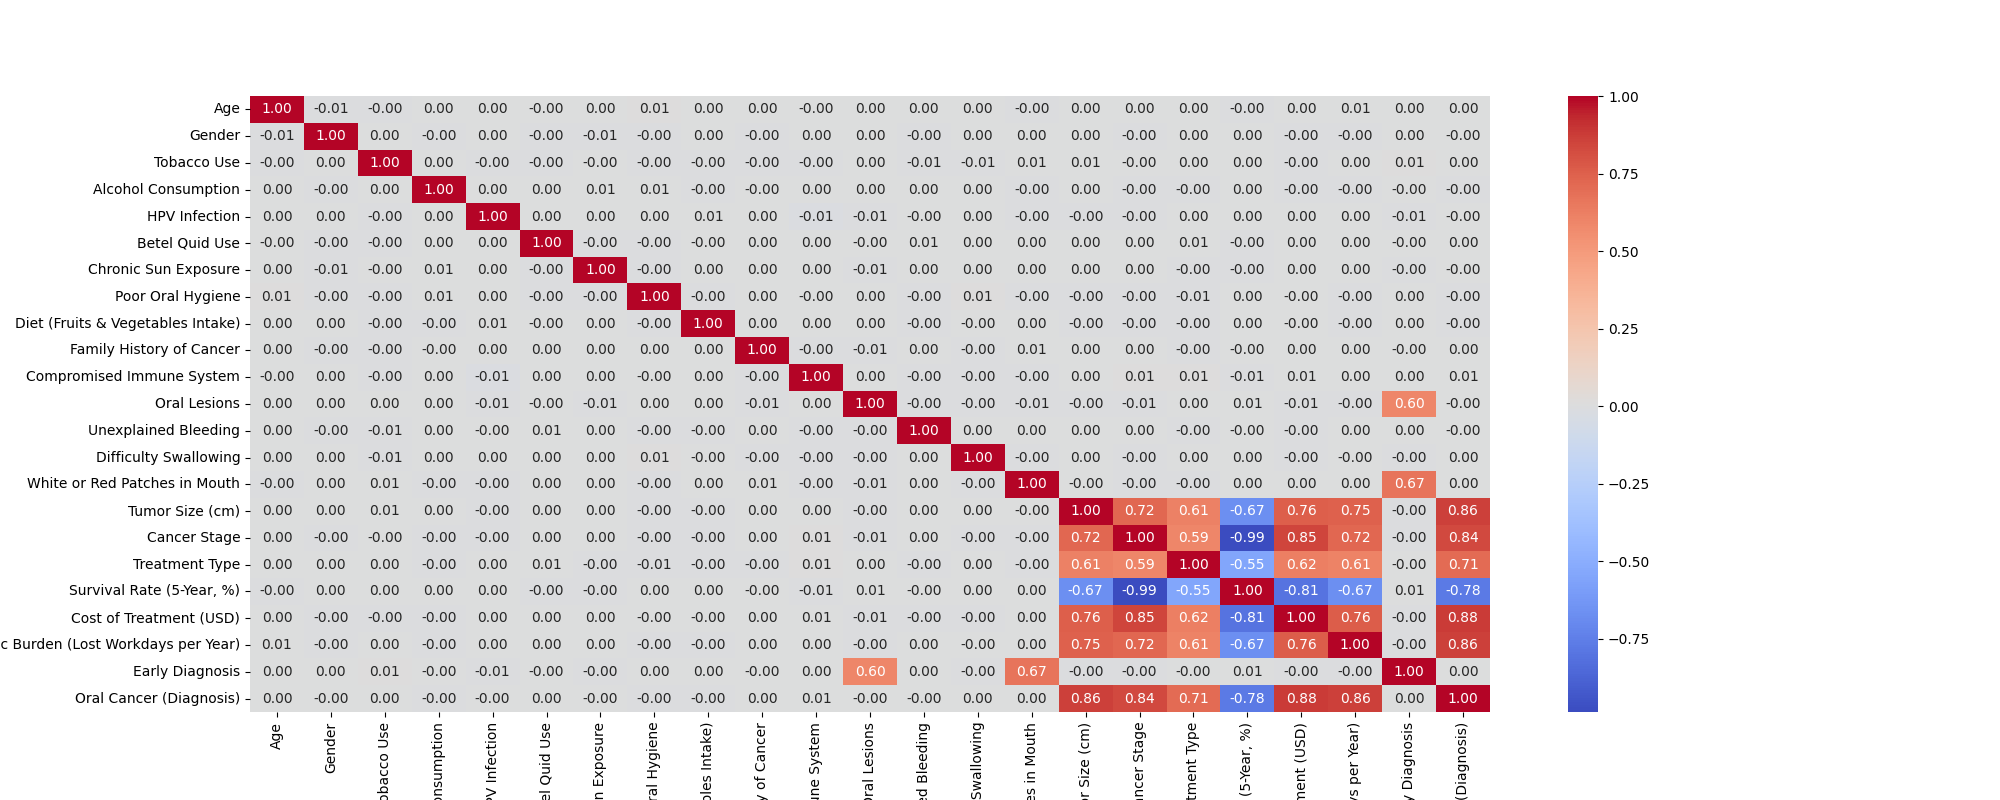 Age 1.00 -0.01 -0.00 0.00 0.00 -0.00 0.00 0.01 0.00 0.00 -0.00 0.00 0.00 0.00 -0.00 0.00 0.00 0.00 -0.00 0.00 0.01 0.00 0.00
Gender -0.01 1.00 0.00 -0.00 0.00 -0.00 -0.01 -0.00 0.00 -0.00 0.00 0.00 -0.00 0.00 0.00 0.00 -0.00 0.00 0.00 -0.00 -0.00 0.00 -0.00
Tobacco Use -0.00 0.00 1.00 0.00 -0.00 -0.00 -0.00 -0.00 -0.00 -0.00 -0.00 0.00 -0.01 -0.01 0.01 0.01 -0.00 0.00 0.00 -0.00 0.00 0.01 0.00
Alcohol Consumption 0.00 -0.00 0.00 1.00 0.00 0.00 0.01 0.01 -0.00 -0.00 0.00 0.00 0.00 0.00 -0.00 0.00 -0.00 -0.00 0.00 -0.00 0.00 -0.00 -0.00
HPV Infection 0.00 0.00 -0.00 0.00 1.00 0.00 0.00 0.00 0.01 0.00 -0.01 -0.01 -0.00 0.00 -0.00 -0.00 -0.00 0.00 0.00 -0.00 0.00 -0.01 -0.00
Betel Quid Use -0.00 -0.00 -0.00 0.00 0.00 1.00 -0.00 -0.00 -0.00 -0.00 0.00 -0.00 0.01 0.00 0.00 0.00 0.00 0.01 -0.00 0.00 0.00 -0.00 0.00
Chronic Sun Exposure 0.00 -0.01 -0.00 0.01 0.00 -0.00 1.00 -0.00 0.00 0.00 0.00 -0.01 0.00 0.00 0.00 0.00 0.00 -0.00 -0.00 0.00 0.00 -0.00 -0.00
Poor Oral Hygiene 0.01 -0.00 -0.00 0.01 0.00 -0.00 -0.00 1.00 -0.00 0.00 -0.00 0.00 -0.00 0.01 -0.00 -0.00 -0.00 -0.01 0.00 -0.00 -0.00 0.00 -0.00
Diet (Fruits & Vegetables Intake) 0.00 0.00 -0.00 -0.00 0.01 -0.00 0.00 -0.00 1.00 0.00 0.00 0.00 -0.00 -0.00 0.00 -0.00 -0.00 -0.00 0.00 -0.00 -0.00 0.00 -0.00
Family History of Cancer 0.00 -0.00 -0.00 -0.00 0.00 -0.00 0.00 0.00 0.00 1.00 -0.00 -0.01 0.00 -0.00 0.01 0.00 0.00 -0.00 -0.00 0.00 0.00 -0.00 0.00
Compromised Immune System -0.00 0.00 -0.00 0.00 -0.01 0.00 0.00 -0.00 0.00 -0.00 1.00 0.00 -0.00 -0.00 -0.00 0.00 0.01 0.01 -0.01 0.01 0.00 0.00 0.01
Oral Lesions 0.00 0.00 0.00 0.00 -0.01 -0.00 -0.01 0.00 0.00 -0.01 0.00 1.00 -0.00 -0.00 -0.01 -0.00 -0.01 0.00 0.01 -0.01 -0.00 0.60 -0.00
Unexplained Bleeding 0.00 -0.00 -0.01 0.00 -0.00 0.01 0.00 -0.00 -0.00 0.00 -0.00 -0.00 1.00 0.00 0.00 0.00 0.00 -0.00 -0.00 -0.00 0.00 0.00 -0.00
Difficulty Swallowing 0.00 0.00 -0.01 0.00 0.00 0.00 0.00 0.01 -0.00 -0.00 -0.00 -0.00 0.00 1.00 0.00 0.00 -0.00 0.00 0.00 -0.00 -0.00 -0.00 0.00
White or Red Patches in Mouth -0.00 0.00 0.01 -0.00 -0.00 0.00 0.00 -0.00 0.00 0.01 -0.00 -0.01 0.00 0.00 1.00 -0.00 -0.00 -0.00 0.00 0.00 0.00 0.67 0.00
Tumor Size (cm) 0.00 0.00 0.01 0.00 -0.00 0.00 0.00 -0.00 -0.00 0.00 0.00 -0.00 0.00 0.00 -0.00 1.00 0.72 0.61 -0.67 0.76 0.75 -0.00 0.86
Cancer Stage 0.00 -0.00 -0.00 -0.00 -0.00 0.00 0.00 -0.00 -0.00 0.00 0.01 -0.01 0.00 -0.00 -0.00 0.72 1.00 0.59 -0.99 0.85 0.72 -0.00 0.84
Treatment Type 0.00 0.00 0.00 -0.00 0.00 0.01 -0.00 -0.01 -0.00 -0.00 0.01 0.00 -0.00 0.00 -0.00 0.61 0.59 1.00 -0.55 0.62 0.61 -0.00 0.71
Survival Rate (5-Year, %) -0.00 0.00 0.00 0.00 0.00 -0.00 -0.00 0.00 0.00 -0.00 -0.01 0.01 -0.00 0.00 0.00 -0.67 -0.99 -0.55 1.00 -0.81 -0.67 0.01 -0.78
Cost of Treatment (USD) 0.00 -0.00 -0.00 -0.00 -0.00 0.00 0.00 -0.00 -0.00 0.00 0.01 -0.01 -0.00 -0.00 0.00 0.76 0.85 0.62 -0.81 1.00 0.76 -0.00 0.88
c Burden (Lost Workdays per Year) 0.01 -0.00 0.00 0.00 0.00 0.00 0.00 -0.00 -0.00 0.00 0.00 -0.00 0.00 -0.00 0.00 0.75 0.72 0.61 -0.67 0.76 1.00 -0.00 0.86
Early Diagnosis 0.00 0.00 0.01 -0.00 -0.01 -0.00 -0.00 0.00 0.00 -0.00 0.00 0.60 0.00 -0.00 0.67 -0.00 -0.00 -0.00 0.01 -0.00 -0.00 1.00 0.00
Oral Cancer (Diagnosis) 0.00 -0.00 0.00 -0.00 -0.00 0.00 -0.00 -0.00 -0.00 0.00 0.01 -0.00 -0.00 0.00 0.00 0.86 0.84 0.71 -0.78 0.88 0.86 0.00 1.00
Age
Gender
obacco Use
onsumption
PV Infection
el Quid Use
n Exposure
ral Hygiene
bles Intake)
y of Cancer
une System
Oral Lesions
ed Bleeding
Swallowing
es in Mouth
or Size (cm)
ancer Stage
tment Type
(5-Year, %)
ment (USD)
ys per Year)
y Diagnosis
(Diagnosis)
1.00
0.75
0.50
0.25
0.00
−0.25
−0.50
−0.75